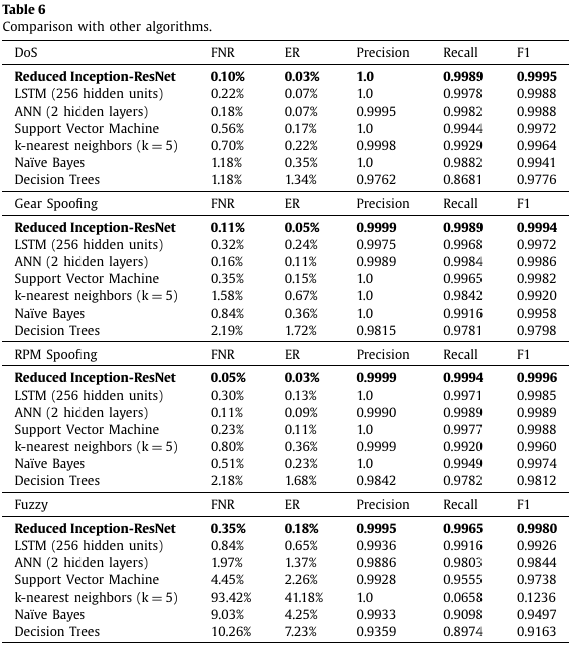 Table 6
Comparison with other algorithms.
DoS FNR ER Precision Recall F1
Reduced Inception-ResNet 0.10% 0.03% 1.0 0.9989 0.9995
LSTM (256 hidden units) 0.22% 0.07% 1.0 0.9978 0.9988
ANN (2 hidden layers) 0.18% 0.07% 0.9995 0.9982 0.9988
Support Vector Machine 0.56% 0.17% 1.0 0.9944 0.9972
k-nearest neighbors (k = 5) 0.70% 0.22% 0.9998 0.9929 0.9964
Naïve Bayes 1.18% 0.35% 1.0 0.9882 0.9941
Decision Trees 1.18% 1.34% 0.9762 0.8681 0.9776
Gear Spoofing FNR ER Precision Recall F1
Reduced Inception-ResNet 0.11% 0.05% 0.9999 0.9989 0.9994
LSTM (256 hidden units) 0.32% 0.24% 0.9975 0.9968 0.9972
ANN (2 hidden layers) 0.16% 0.11% 0.9989 0.9984 0.9986
Support Vector Machine 0.35% 0.15% 1.0 0.9965 0.9982
k-nearest neighbors (k = 5) 1.58% 0.67% 1.0 0.9842 0.9920
Naïve Bayes 0.84% 0.36% 1.0 0.9916 0.9958
Decision Trees 2.19% 1.72% 0.9815 0.9781 0.9798
RPM Spoofing FNR ER Precision Recall F1
Reduced Inception-ResNet 0.05% 0.03% 0.9999 0.9994 0.9996
LSTM (256 hidden units) 0.30% 0.13% 1.0 0.9971 0.9985
ANN (2 hidden layers) 0.11% 0.09% 0.9990 0.9989 0.9989
Support Vector Machine 0.23% 0.11% 1.0 0.9977 0.9988
k-nearest neighbors (k = 5) 0.80% 0.36% 0.9999 0.9920 0.9960
Naïve Bayes 0.51% 0.23% 1.0 0.9949 0.9974
Decision Trees 2.18% 1.68% 0.9842 0.9782 0.9812
Fuzzy FNR ER Precision Recall F1
Reduced Inception-ResNet 0.35% 0.18% 0.9995 0.9965 0.9980
LSTM (256 hidden units) 0.84% 0.65% 0.9936 0.9916 0.9926
ANN (2 hidden layers) 1.97% 1.37% 0.9886 0.9803 0.9844
Support Vector Machine 4.45% 2.26% 0.9928 0.9555 0.9738
k-nearest neighbors (k = 5) 93.42% 41.18% 1.0 0.0658 0.1236
Naïve Bayes 9.03% 4.25% 0.9933 0.9098 0.9497
Decision Trees 10.26% 7.23% 0.9359 0.8974 0.9163